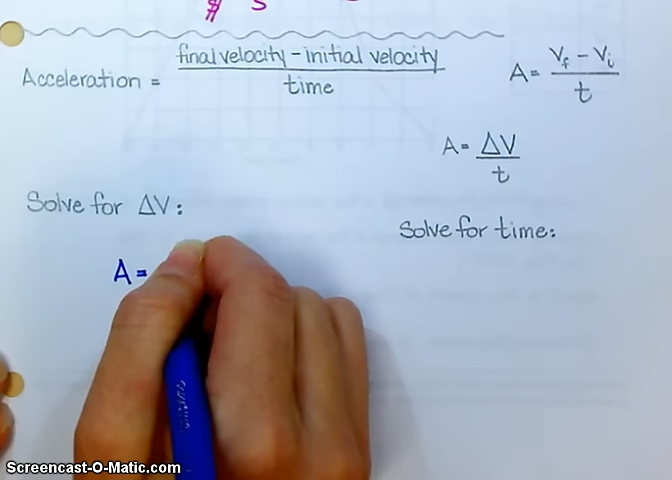 $ S
Acceleration = final velocity - initial velocity
time
A = Vf - Vi
t
A = ΔV
t
Solve for ΔV:
Solve for time:
A =
Screencast-O-Matic.com